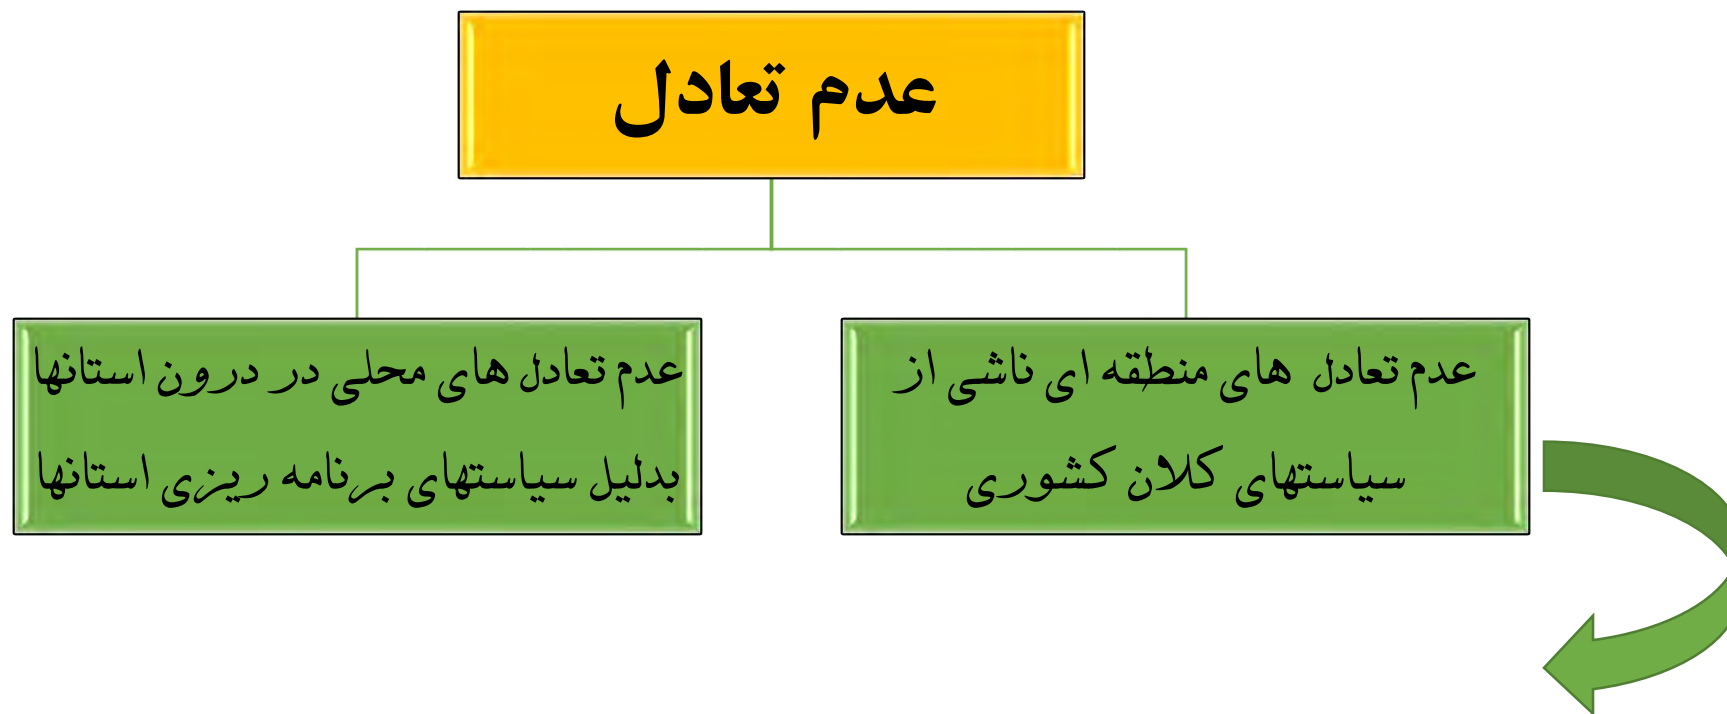 عدم تعادل
عدم تعادل های منطقه ای ناشی از
سیاستهای کلان کشوری
عدم تعادل های محلی در درون استانها
بدلیل سیاستهای برنامه ریزی استانها